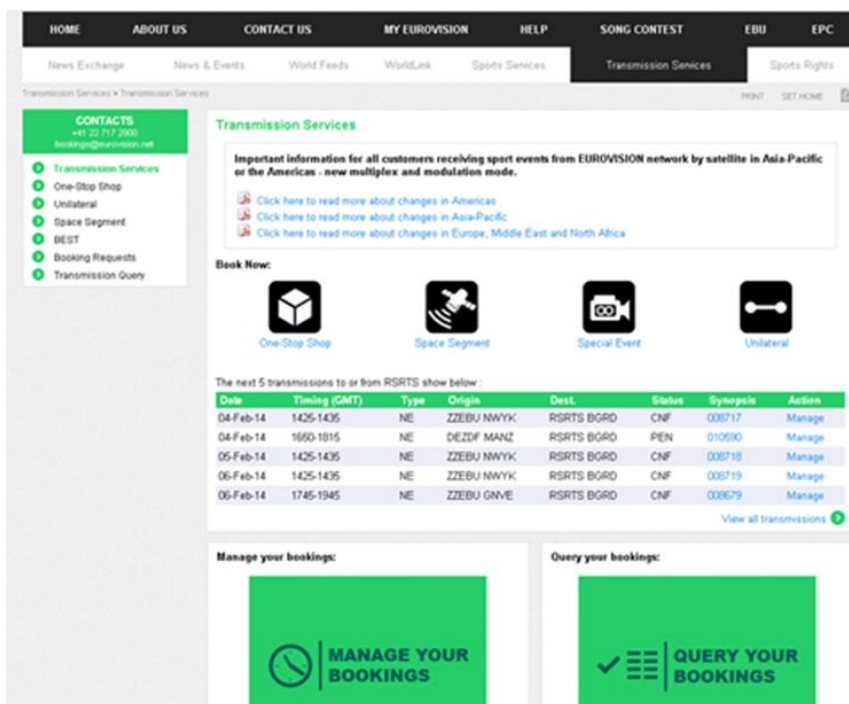 HOME ABOUT US CONTACT US MY EUROVISION HELP SONG CONTEST EBU EPC
News Exchange News & Events World Feeds WorldLink Sports Services Transmission Services Sports Rights
Transmission Services » Transmission Services PRINT SET HOME
CONTACTS
+41 22 717 2900
bookings@eurovision.net
Transmission Services
One-Stop Shop
Unilateral
Space Segment
BEST
Booking Requests
Transmission Query
Transmission Services
Important information for all customers receiving sport events from EUROVISION network by satellite in Asia-Pacific
or the Americas - new multiplex and modulation mode.
Click here to read more about changes in Americas
Click here to read more about changes in Asia-Pacific
Click here to read more about changes in Europe, Middle East and North Africa
Book Now:
One-Stop Shop Space Segment Special Event Unilateral
The next 5 transmissions to or from RSRTS show below :
Date Timing (GMT) Type Origin Dest. Status Synopsis Action
04-Feb-14 1425-1435 NE ZZEBU NWYK RSRTS BGRD CNF 008717 Manage
04-Feb-14 1650-1815 NE DEZDF MANZ RSRTS BGRD PEN 010590 Manage
05-Feb-14 1425-1435 NE ZZEBU NWYK RSRTS BGRD CNF 008718 Manage
06-Feb-14 1425-1435 NE ZZEBU NWYK RSRTS BGRD CNF 008719 Manage
06-Feb-14 1745-1945 NE ZZEBU GNVE RSRTS BGRD CNF 008679 Manage
View all transmissions
Manage your bookings:
MANAGE YOUR
BOOKINGS
Query your bookings:
QUERY YOUR
BOOKINGS